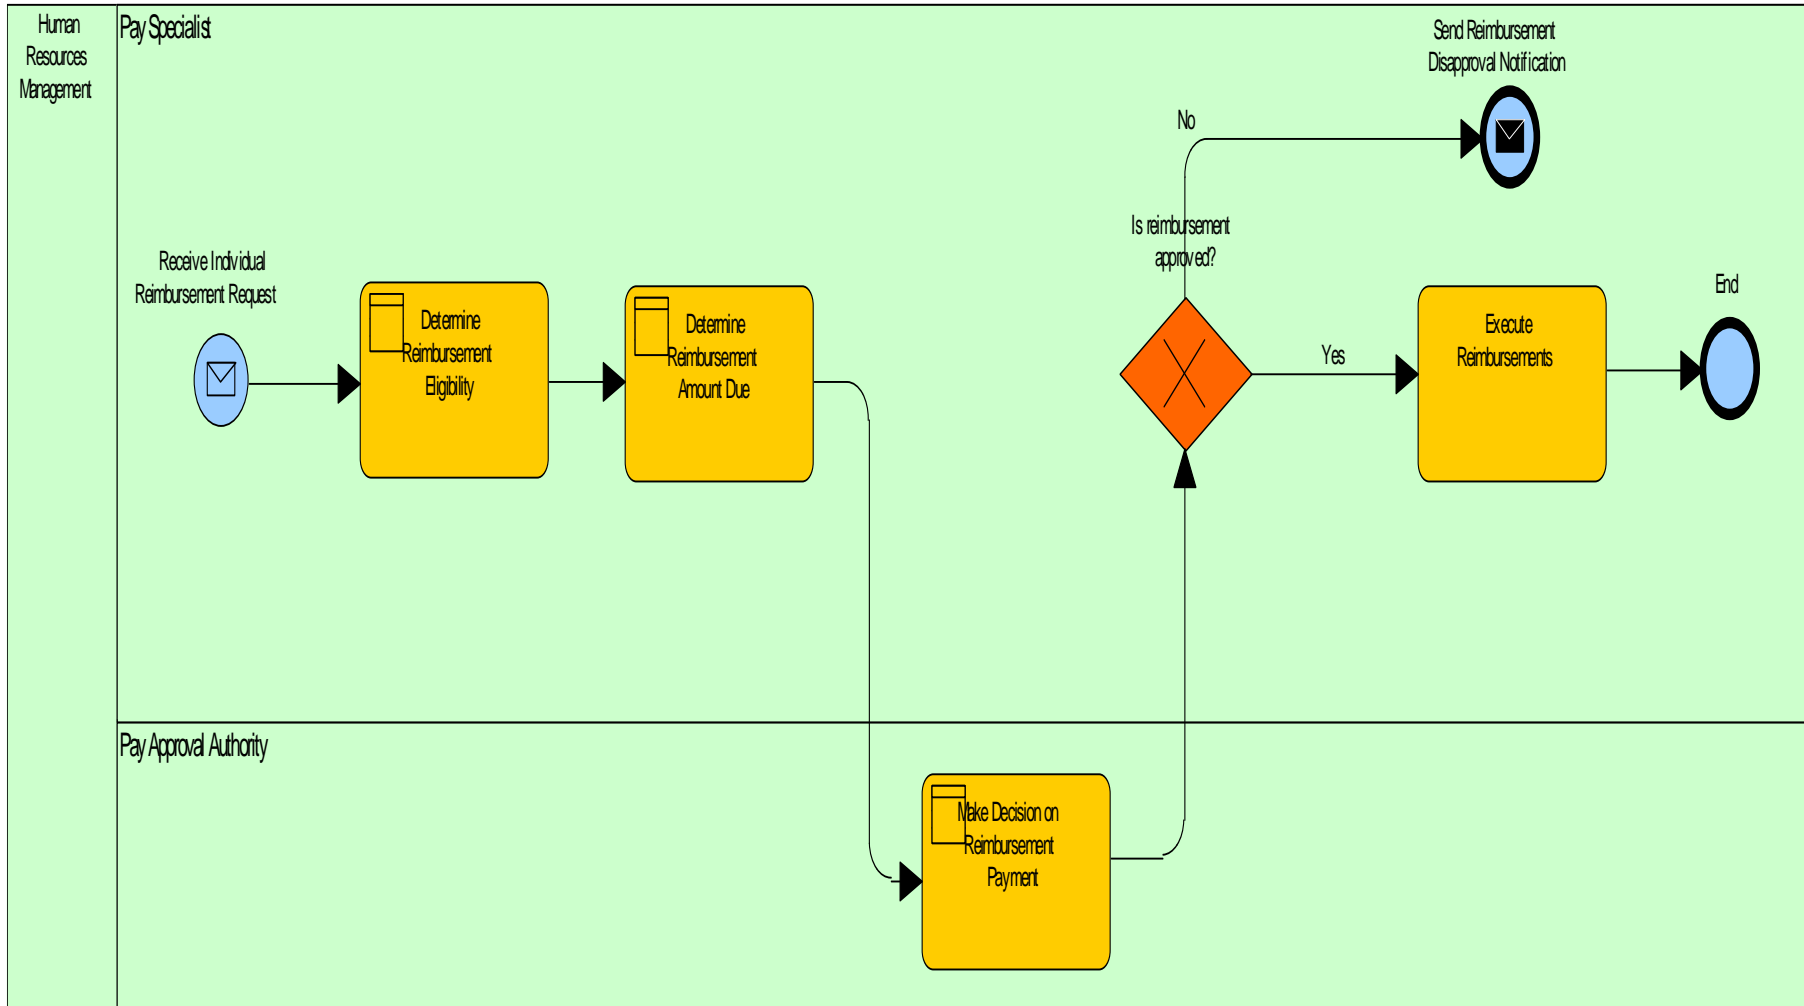 Human
Resources
Management
Pay Specialist
Send Reimbursement
Disapproval Notification
No
Is reimbursement
approved?
Receive Individual
Reimbursement Request
Determine
Reimbursement
Eligibility
Determine
Reimbursement
Amount Due
Yes
Execute
Reimbursements
End
Pay Approval Authority
Make Decision on
Reimbursement
Payment